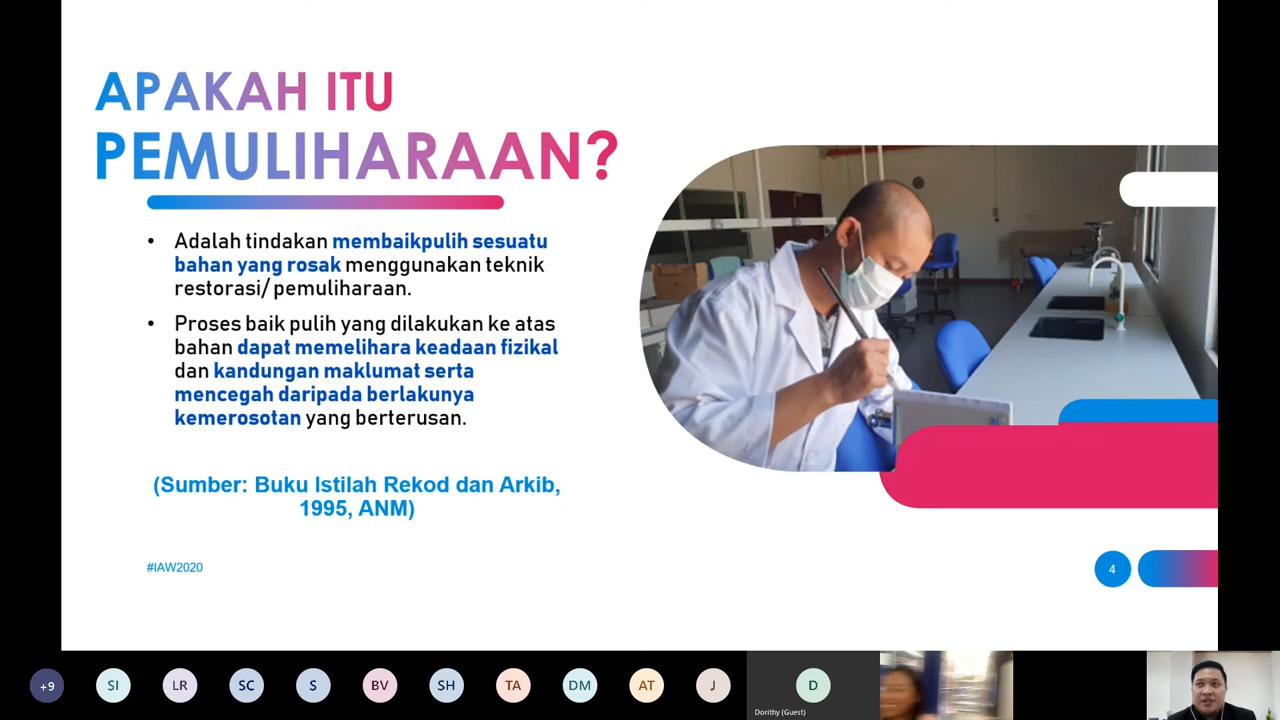 APAKAH ITU
PEMULIHARAAN?
• Adalah tindakan membaikpulih sesuatu
bahan yang rosak menggunakan teknik
restorasi/ pemuliharaan.
• Proses baik pulih yang dilakukan ke atas
bahan dapat memelihara keadaan fizikal
dan kandungan maklumat serta
mencegah daripada berlakunya
kemerosotan yang berterusan.
(Sumber: Buku Istilah Rekod dan Arkib,
1995, ANM)
#IAW2020
4
+9 SI LR SC S BV SH TA DM AT J D
Dorithy (Guest)